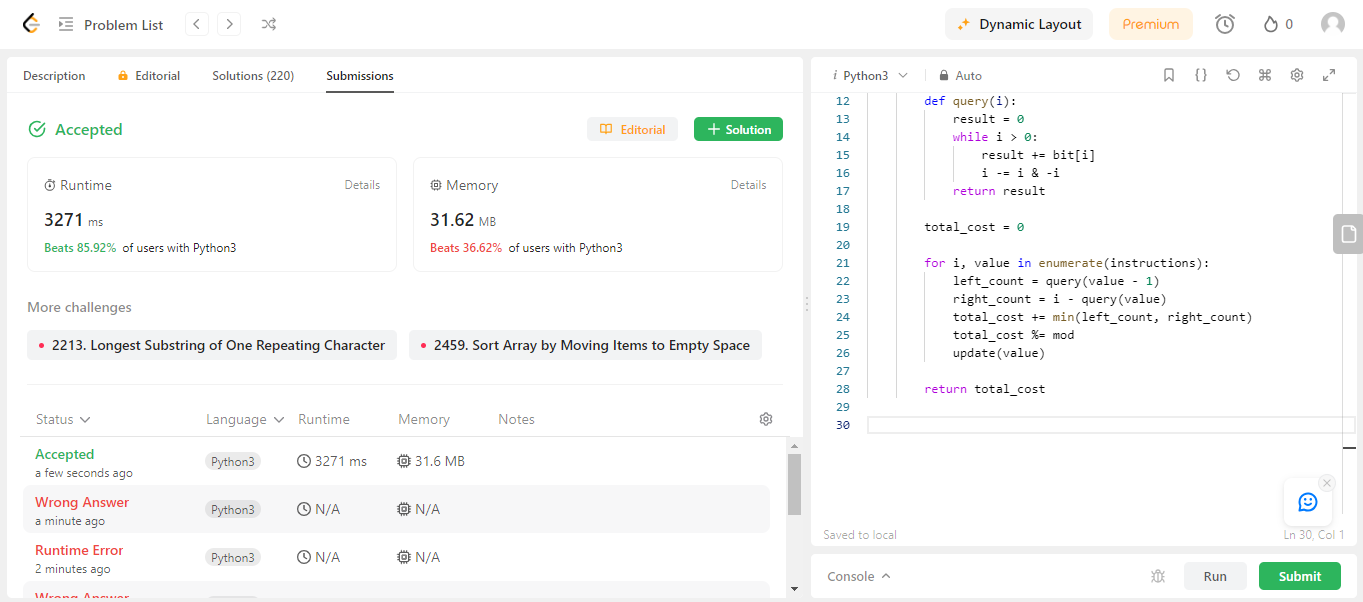 Problem List
Dynamic Layout
Premium
0
Description
Editorial
Solutions (220)
Submissions
Accepted
Editorial
Solution
Runtime
Details
3271 ms
Beats 85.92% of users with Python3
Memory
Details
31.62 MB
Beats 36.62% of users with Python3
More challenges
2213. Longest Substring of One Repeating Character
2459. Sort Array by Moving Items to Empty Space
Status Language Runtime Memory Notes
Accepted
a few seconds ago
Python3 3271 ms 31.6 MB
Wrong Answer
a minute ago
Python3 N/A N/A
Runtime Error
2 minutes ago
Python3 N/A N/A
Wrong Answer
i Python3
Auto
12 def query(i):
13 result = 0
14 while i > 0:
15 result += bit[i]
16 i -= i & -i
17 return result
18
19 total_cost = 0
20
21 for i, value in enumerate(instructions):
22 left_count = query(value - 1)
23 right_count = i - query(value)
24 total_cost += min(left_count, right_count)
25 total_cost %= mod
26 update(value)
27
28 return total_cost
29
30
Saved to local
Ln 30, Col 1
Console
Run
Submit